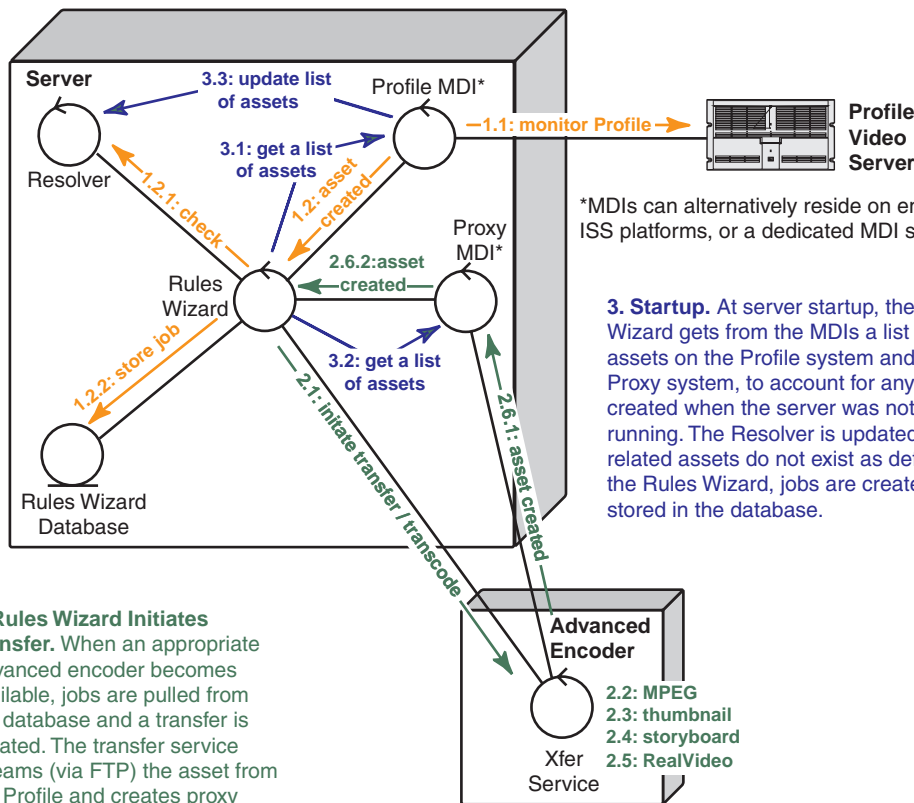 Server
3.3: update list
of assets
Profile MDI*
1.1: monitor Profile
Profile
Video
Server
3.1: get a list
of assets
Resolver
1.2.1: check
1.2: asset
created
*MDIs can alternatively reside on
ISS platforms, or a dedicated MDI
Proxy
MDI*
2.6.2:asset
created
Rules
Wizard
3.2: get a list
of assets
1.2.2: store job
2.1: initate transfer / transcode
2.6.1: asset created
Rules Wizard
Database
3. Startup. At server startup, the
Wizard gets from the MDIs a list
assets on the Profile system and
Proxy system, to account for any
created when the server was not
running. The Resolver is updated
related assets do not exist as
the Rules Wizard, jobs are
stored in the database.
Rules Wizard Initiates
When an appropriate
encoder becomes
jobs are pulled from
database and a transfer is
The transfer service
(via FTP) the asset from
Profile and creates proxy
Advanced
Encoder
Xfer
Service
2.2: MPEG
2.3: thumbnail
2.4: storyboard
2.5: RealVideo